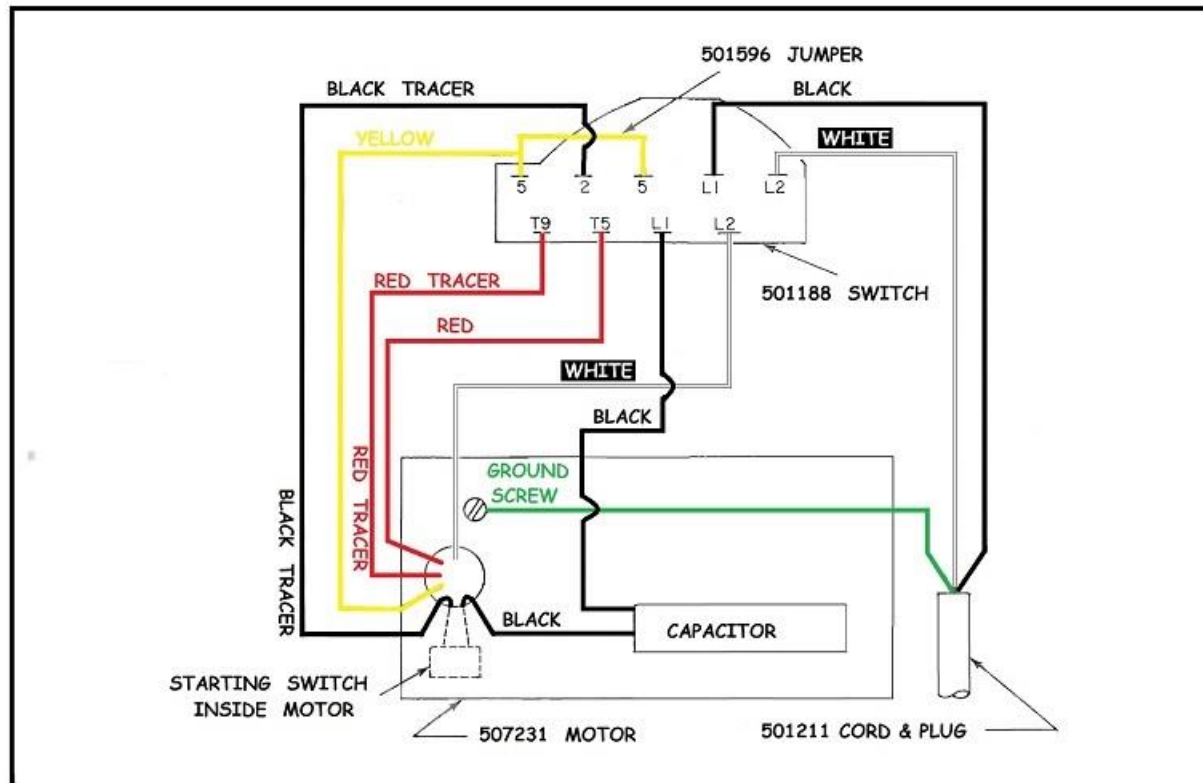 501596 JUMPER
BLACK TRACER
BLACK
YELLOW
WHITE
5
2
5
L1
L2
T9
T5
L1
L2
RED TRACER
501188 SWITCH
RED
WHITE
BLACK
RED TRACER
GROUND
SCREW
BLACK TRACER
BLACK
CAPACITOR
STARTING SWITCH
INSIDE MOTOR
507231 MOTOR
501211 CORD & PLUG